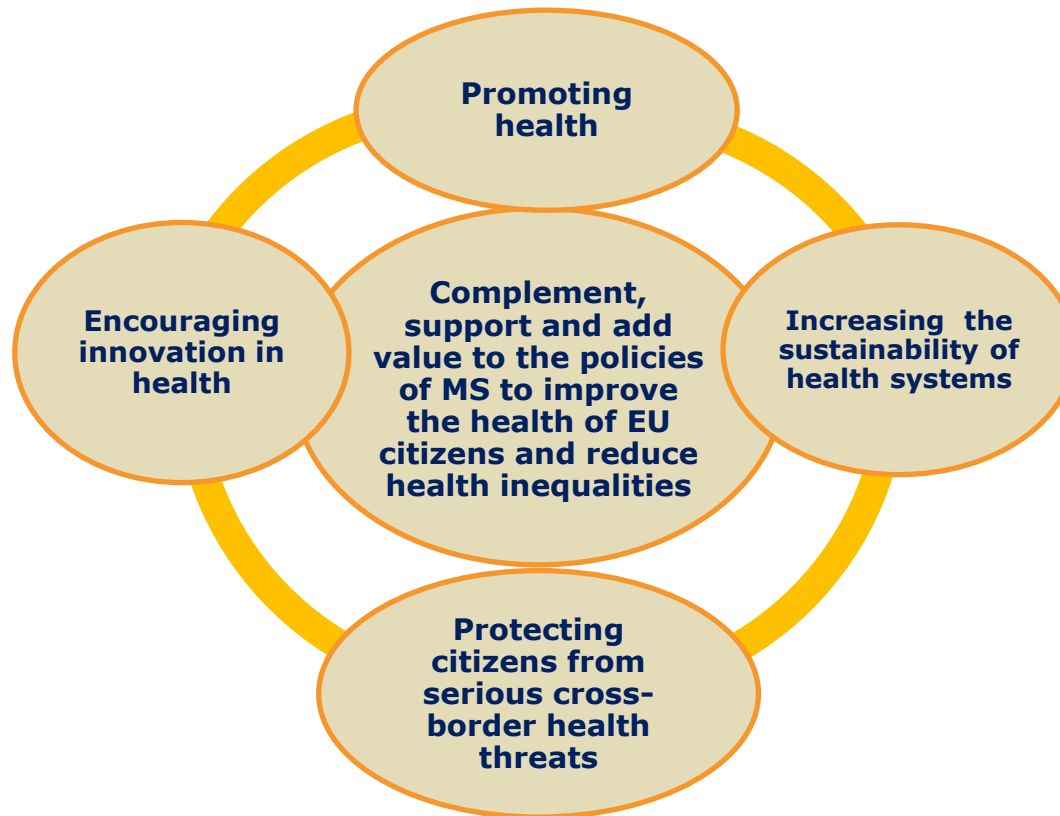 Promoting
health
Encouraging
innovation in
health
Complement,
support and add
value to the policies
of MS to improve
the health of EU
citizens and reduce
health inequalities
Increasing the
sustainability of
health systems
Protecting
citizens from
serious cross-
border health
threats